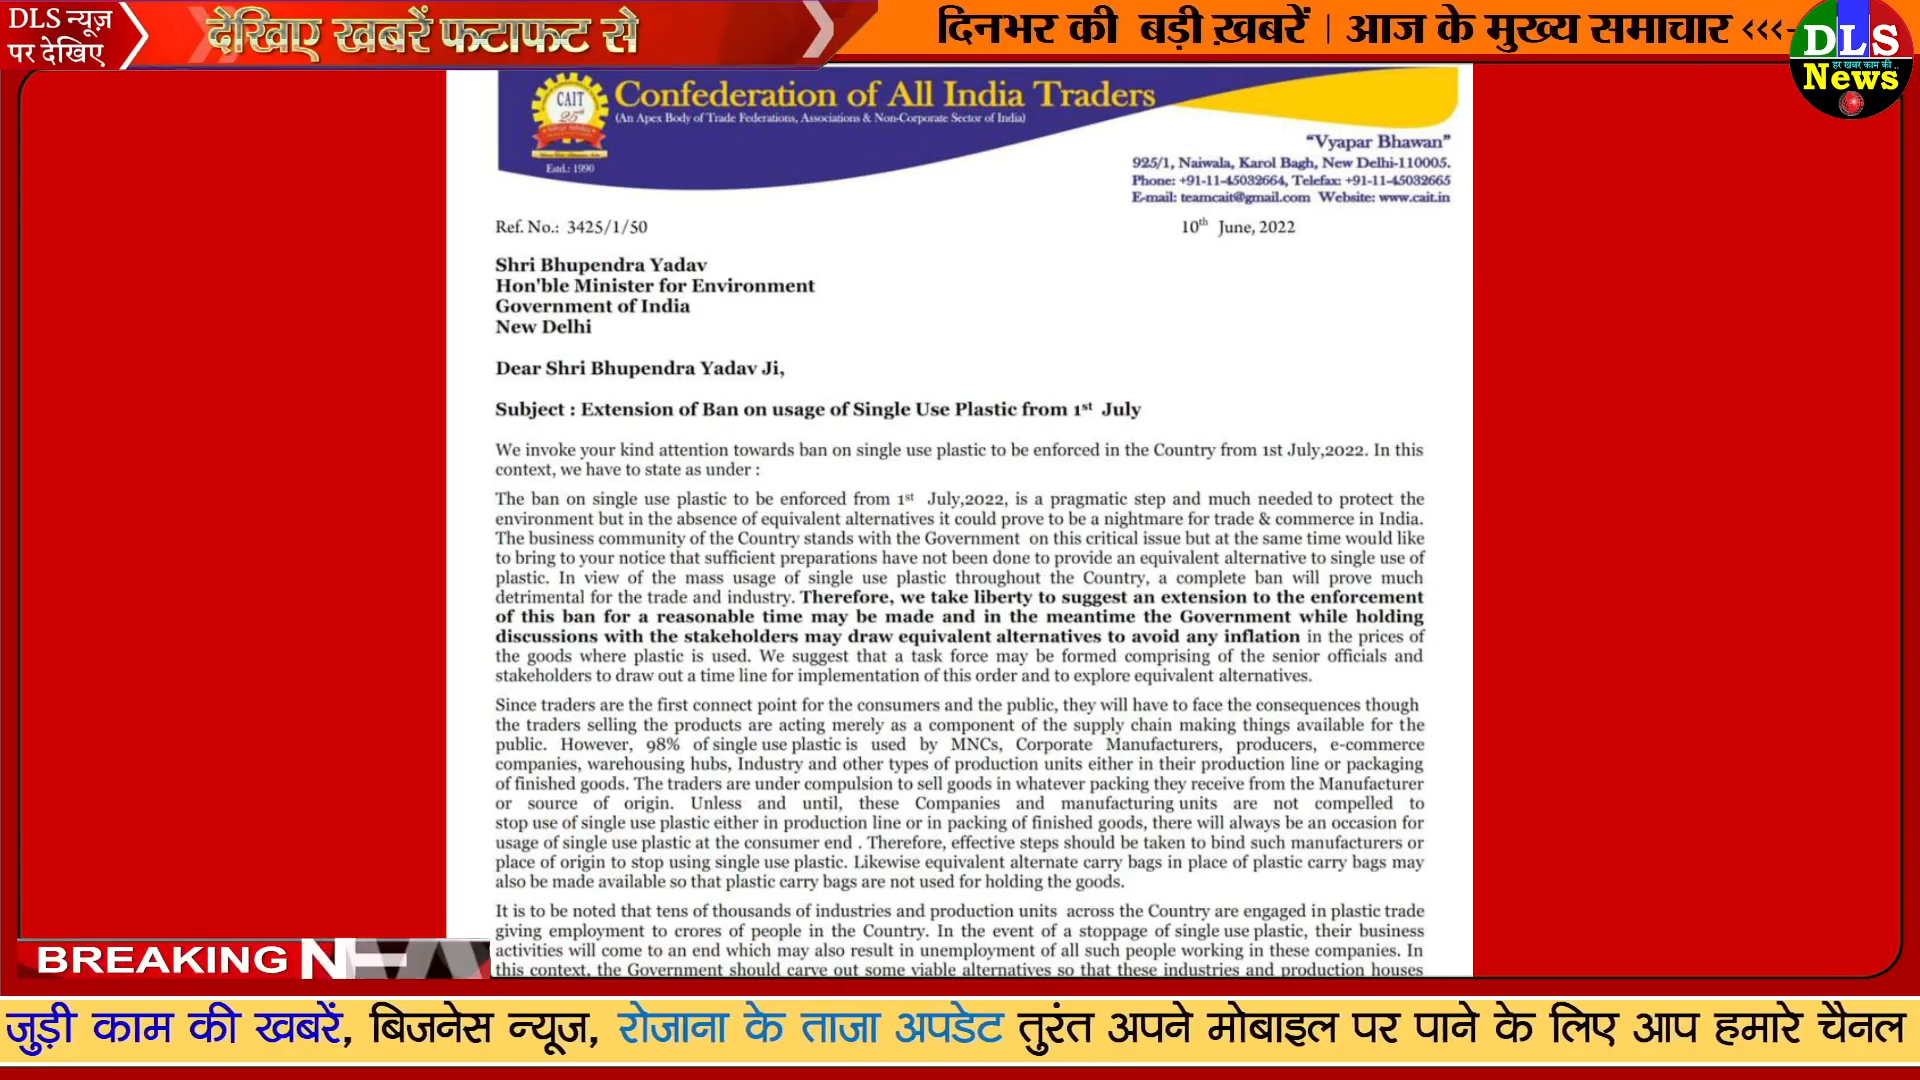 DLS न्यूज़
पर देखिए
देखिए खबरें फटाफट से
दिनभर की बड़ी ख़बरें | आज के मुख्य समाचार <<<-
DLS
हर खबर काम की..
News
CAIT
25
Estd.: 1990
Confederation of All India Traders
(An Apex Body of Trade Federations, Associations & Non-Corporate Sector of India)
“Vyapar Bhawan”
925/1, Naiwala, Karol Bagh, New Delhi-110005.
Phone: +91-11-45032664, Telefax: +91-11-45032665
E-mail: teamcait@gmail.com Website: www.cait.in
Ref. No.: 3425/1/50
10th June, 2022
Shri Bhupendra Yadav
Hon'ble Minister for Environment
Government of India
New Delhi
Dear Shri Bhupendra Yadav Ji,
Subject : Extension of Ban on usage of Single Use Plastic from 1st July
We invoke your kind attention towards ban on single use plastic to be enforced in the Country from 1st July,2022. In this
context, we have to state as under :
The ban on single use plastic to be enforced from 1st July,2022, is a pragmatic step and much needed to protect the
environment but in the absence of equivalent alternatives it could prove to be a nightmare for trade & commerce in India.
The business community of the Country stands with the Government on this critical issue but at the same time would like
to bring to your notice that sufficient preparations have not been done to provide an equivalent alternative to single use of
plastic. In view of the mass usage of single use plastic throughout the Country, a complete ban will prove much
detrimental for the trade and industry. Therefore, we take liberty to suggest an extension to the enforcement
of this ban for a reasonable time may be made and in the meantime the Government while holding
discussions with the stakeholders may draw equivalent alternatives to avoid any inflation in the prices of
the goods where plastic is used. We suggest that a task force may be formed comprising of the senior officials and
stakeholders to draw out a time line for implementation of this order and to explore equivalent alternatives.
Since traders are the first connect point for the consumers and the public, they will have to face the consequences though
the traders selling the products are acting merely as a component of the supply chain making things available for the
public. However, 98% of single use plastic is used by MNCs, Corporate Manufacturers, producers, e-commerce
companies, warehousing hubs, Industry and other types of production units either in their production line or packaging
of finished goods. The traders are under compulsion to sell goods in whatever packing they receive from the Manufacturer
or source of origin. Unless and until, these Companies and manufacturing units are not compelled to
stop use of single use plastic either in production line or in packing of finished goods, there will always be an occasion for
usage of single use plastic at the consumer end . Therefore, effective steps should be taken to bind such manufacturers or
place of origin to stop using single use plastic. Likewise equivalent alternate carry bags in place of plastic carry bags may
also be made available so that plastic carry bags are not used for holding the goods.
It is to be noted that tens of thousands of industries and production units across the Country are engaged in plastic trade
giving employment to crores of people in the Country. In the event of a stoppage of single use plastic, their business
activities will come to an end which may also result in unemployment of all such people working in these companies. In
this context, the Government should carve out some viable alternatives so that these industries and production houses
BREAKING N
जुड़ी काम की खबरें, बिजनेस न्यूज, रोजाना के ताजा अपडेट तुरंत अपने मोबाइल पर पाने के लिए आप हमारे चैनल